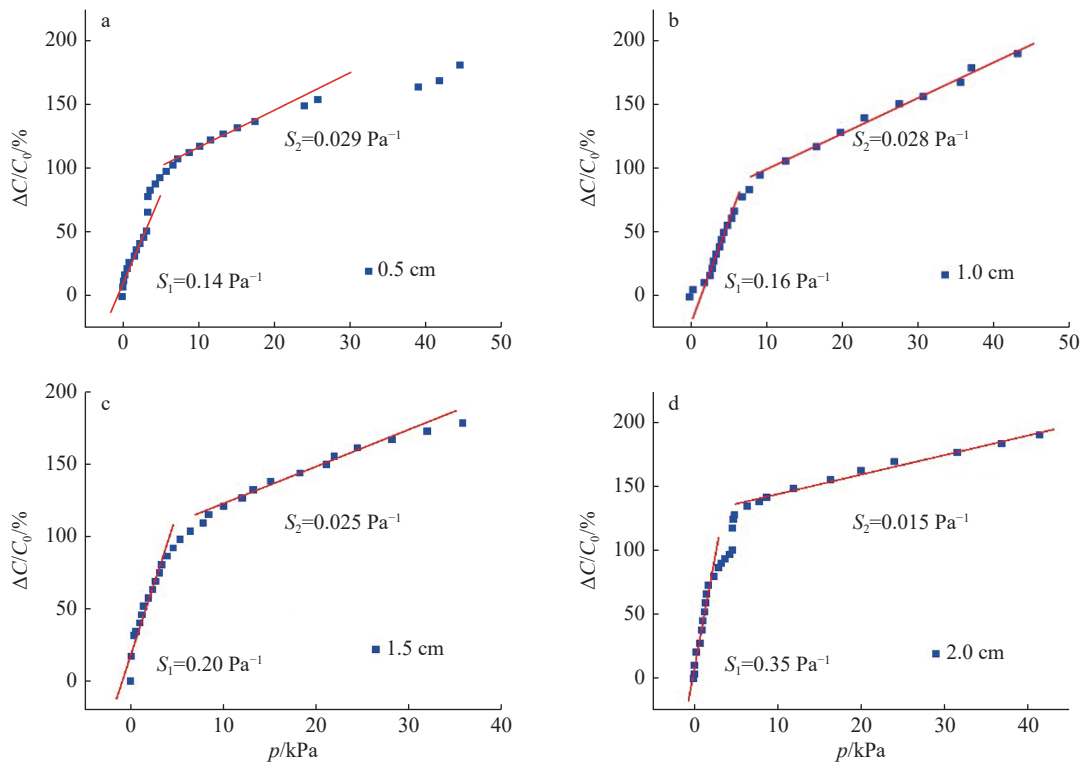 a
200
150
100
50
0
ΔC/C₀/%
S₂=0.029 Pa⁻¹
S₁=0.14 Pa⁻¹
0.5 cm
0 10 20 30 40 50
b
200
150
100
50
0
ΔC/C₀/%
S₂=0.028 Pa⁻¹
S₁=0.16 Pa⁻¹
1.0 cm
0 10 20 30 40 50
c
200
150
100
50
0
ΔC/C₀/%
S₂=0.025 Pa⁻¹
S₁=0.20 Pa⁻¹
1.5 cm
0 10 20 30 40
p/kPa
d
200
150
100
50
0
ΔC/C₀/%
S₂=0.015 Pa⁻¹
S₁=0.35 Pa⁻¹
2.0 cm
0 10 20 30 40
p/kPa